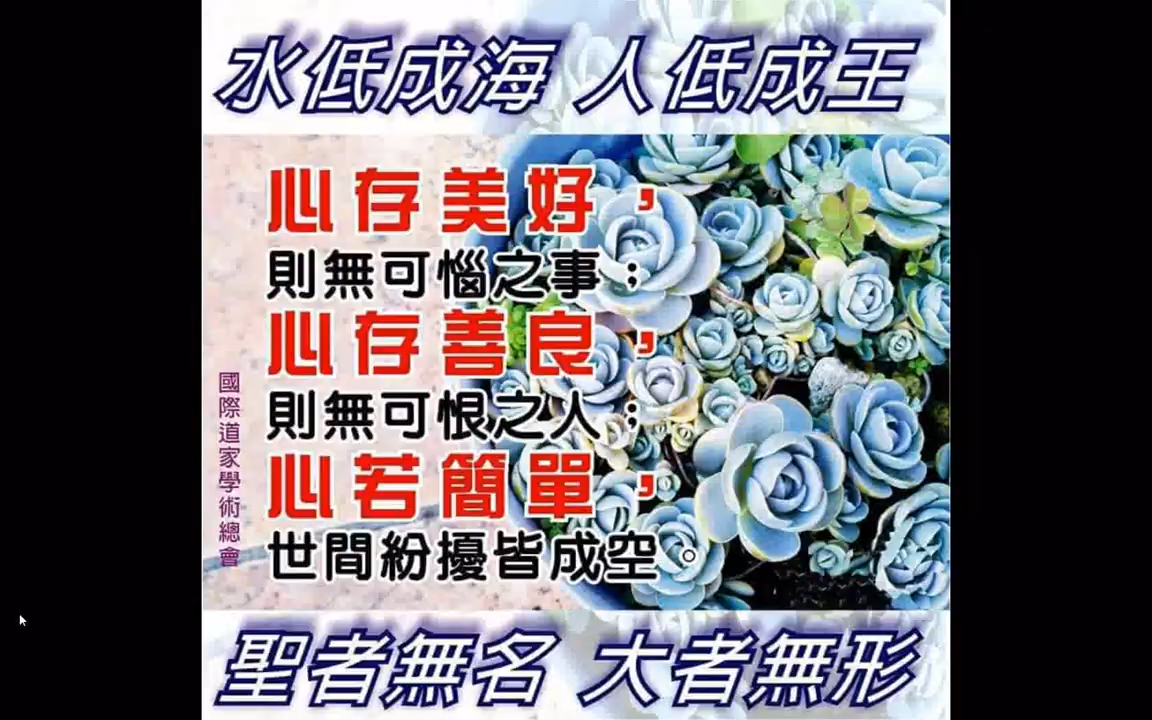 水低成海 人低成王
心存美好，
則無可惱之事；
心存善良，
則無可恨之人；
心若簡單，
世間紛擾皆成空。
國際道家學術總會
聖者無名 大者無形